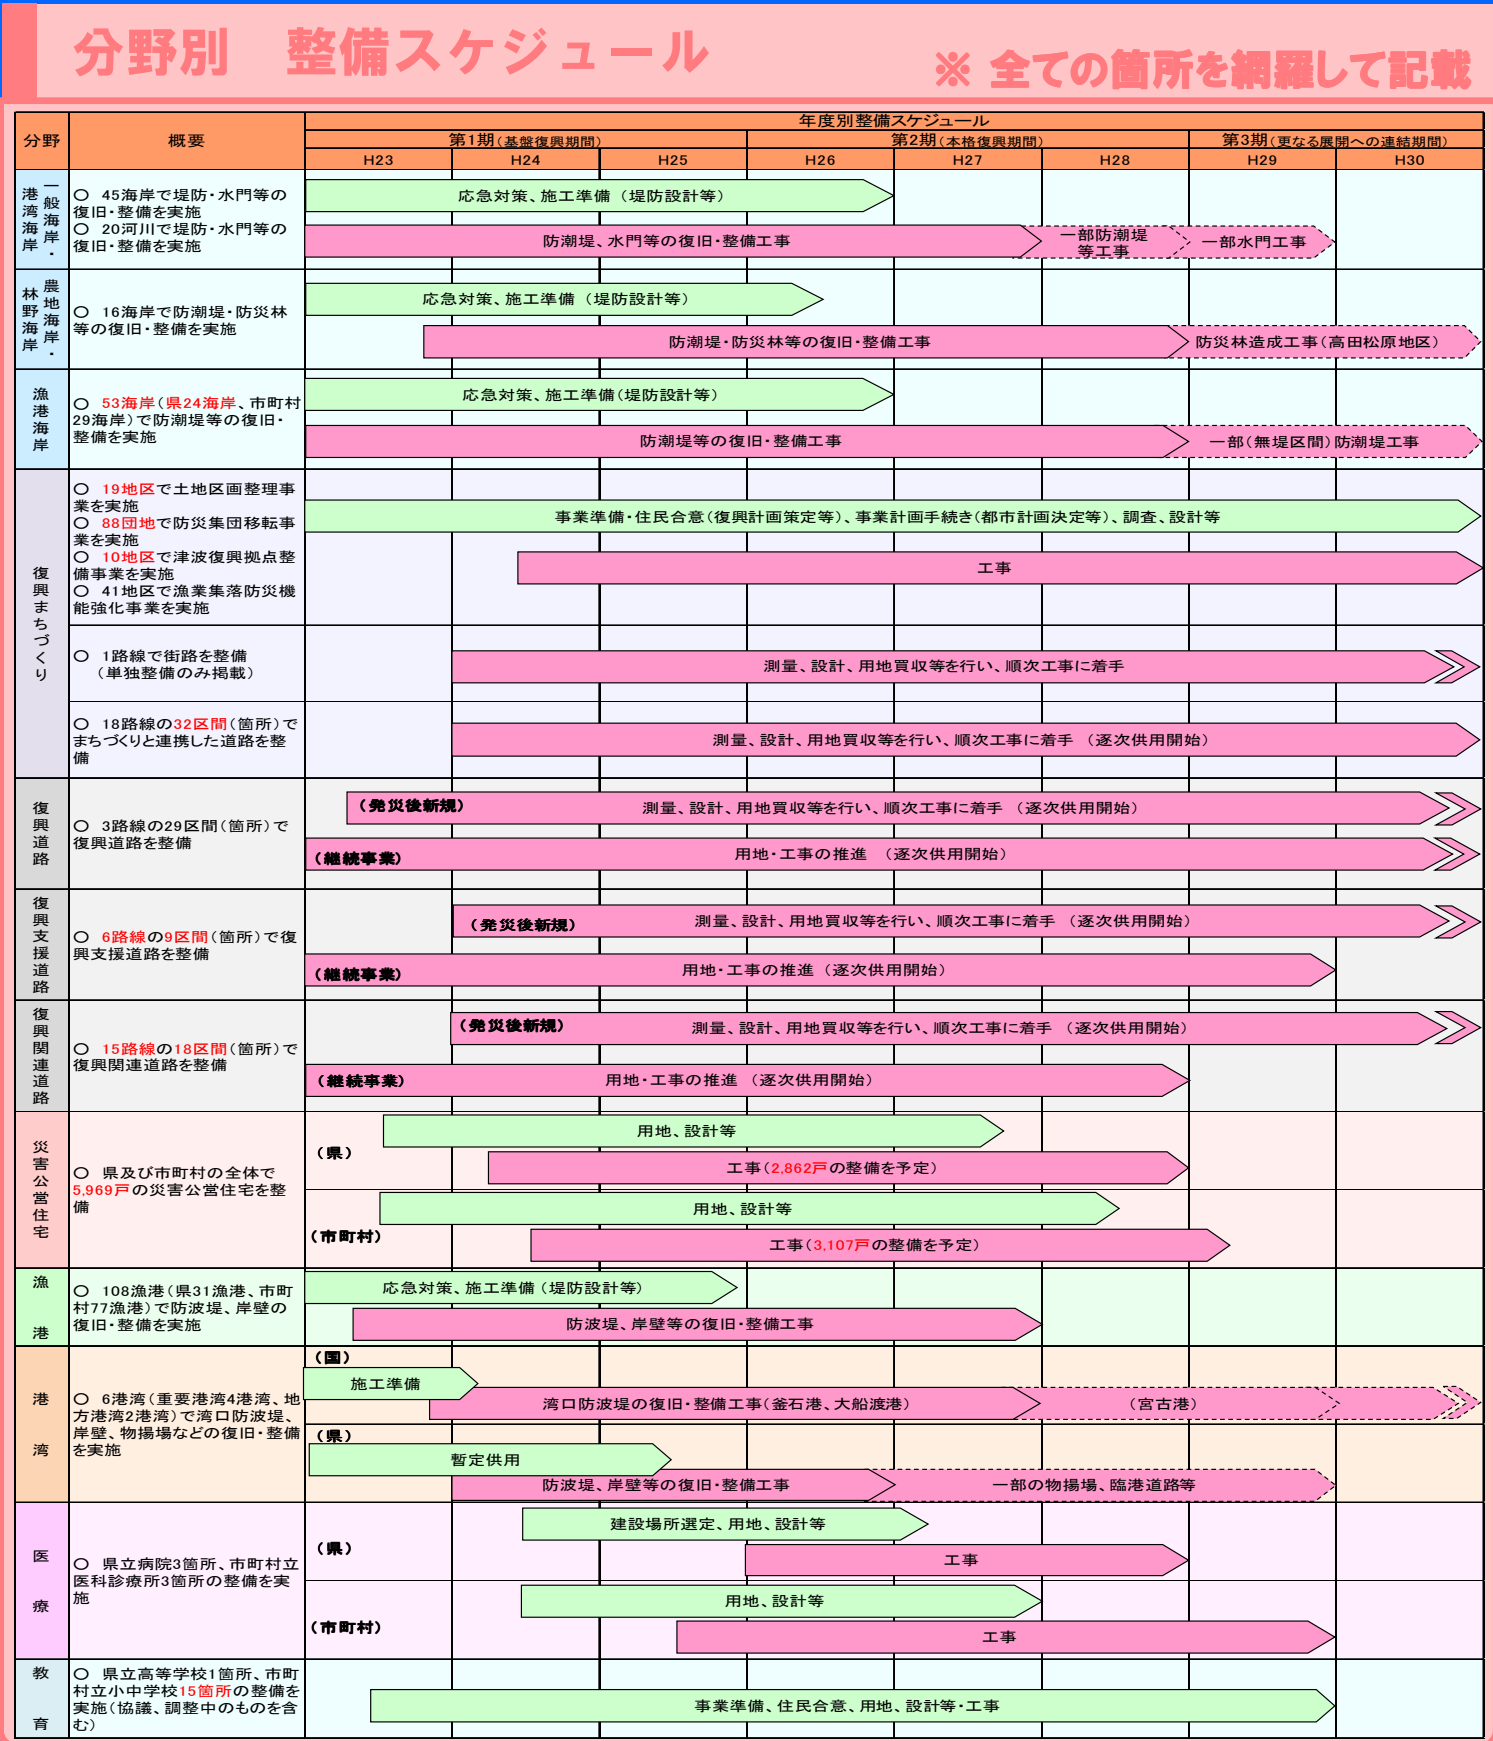 分野別　整備スケジュール
※ 全ての箇所を網羅して記載
分野
概要
年度別整備スケジュール
第1期(基盤復興期間)
第2期(本格復興期間)
第3期(更なる展開への連結期間)
H23
H24
H25
H26
H27
H28
H29
H30
一般海岸・
港湾海岸
〇　45海岸で堤防・水門等の
復旧・整備を実施
〇　20河川で堤防・水門等の
復旧・整備を実施
応急対策、施工準備（堤防設計等）
防潮堤、水門等の復旧・整備工事
一部防潮堤
等工事
一部水門工事
農地海岸・
林野海岸
〇　16海岸で防潮堤・防災林
等の復旧・整備を実施
応急対策、施工準備（堤防設計等）
防潮堤・防災林等の復旧・整備工事
防災林造成工事(高田松原地区)
漁港海岸
〇　53海岸(県24海岸、市町村
29海岸)で防潮堤等の復旧・
整備を実施
応急対策、施工準備(堤防設計等)
防潮堤等の復旧・整備工事
一部(無堤区間)防潮堤工事
復興まちづくり
〇　19地区で土地区画整理事
業を実施
〇　88団地で防災集団移転事
業を実施
〇　10地区で津波復興拠点整
備事業を実施
〇　41地区で漁業集落防災機
能強化事業を実施
事業準備・住民合意(復興計画策定等)、事業計画手続き(都市計画決定等)、調査、設計等
工事
〇　1路線で街路を整備
（単独整備のみ掲載）
測量、設計、用地買収等を行い、順次工事に着手
〇　18路線の32区間(箇所)で
まちづくりと連携した道路を整
備
測量、設計、用地買収等を行い、順次工事に着手　（逐次供用開始）
復興道路
〇　3路線の29区間(箇所)で
復興道路を整備
（発災後新規）
測量、設計、用地買収等を行い、順次工事に着手　（逐次供用開始）
（継続事業）
用地・工事の推進　（逐次供用開始）
復興支援道路
〇　6路線の9区間(箇所)で復
興支援道路を整備
（発災後新規）
測量、設計、用地買収等を行い、順次工事に着手　（逐次供用開始）
（継続事業）
用地・工事の推進（逐次供用開始）
復興関連道路
〇　15路線の18区間(箇所)で
復興関連道路を整備
（発災後新規）
測量、設計、用地買収等を行い、順次工事に着手　（逐次供用開始）
（継続事業）
用地・工事の推進　（逐次供用開始）
災害公営住宅
〇　県及び市町村の全体で
5,969戸の災害公営住宅を整
備
（県）
用地、設計等
工事(2,862戸の整備を予定)
（市町村）
用地、設計等
工事(3,107戸の整備を予定)
漁港
〇　108漁港(県31漁港、市町
村77漁港)で防波堤、岸壁の
復旧・整備を実施
応急対策、施工準備（堤防設計等）
防波堤、岸壁等の復旧・整備工事
港湾
〇　6港湾(重要港湾4港湾、地
方港湾2港湾)で湾口防波堤、
岸壁、物揚場などの復旧・整備
を実施
（国）
施工準備
湾口防波堤の復旧・整備工事(釜石港、大船渡港)
（宮古港）
（県）
暫定供用
防波堤、岸壁等の復旧・整備工事
一部の物揚場、臨港道路等
医療
〇　県立病院3箇所、市町村立
医科診療所3箇所の整備を実
施
（県）
建設場所選定、用地、設計等
工事
（市町村）
用地、設計等
工事
教育
〇　県立高等学校1箇所、市町
村立小中学校15箇所の整備を
実施(協議、調整中のものを含
む)
事業準備、住民合意、用地、設計等・工事